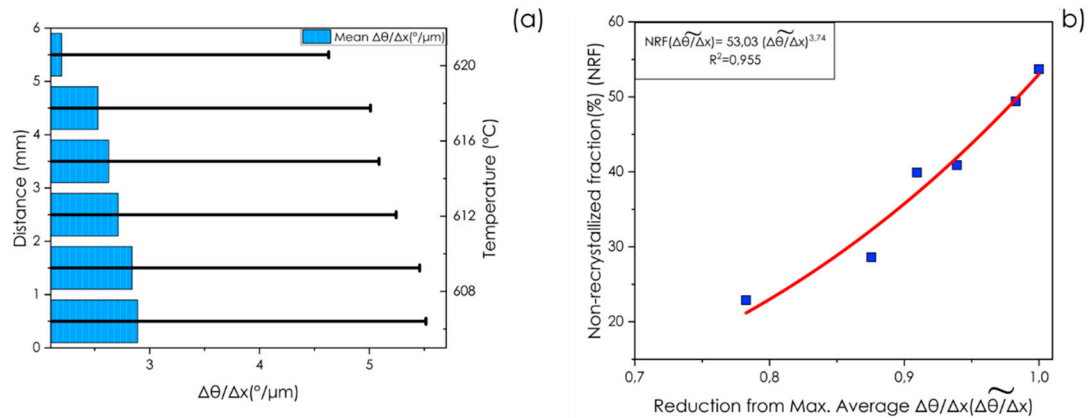 (a)
Mean Δθ/Δx(°/μm)
6
5
4
3
2
1
0
Distance (mm)
620
616
612
608
Temperature (°C)
3
4
5
Δθ/Δx(°/μm)
b)
NRF(Δθ/Δx)= 53,03 (Δθ/Δx)^3,74
R²=0,955
60
50
40
30
20
Non-recrystallized fraction(%) (NRF)
0,7
0,8
0,9
1,0
Reduction from Max. Average Δθ/Δx(Δθ/Δx)